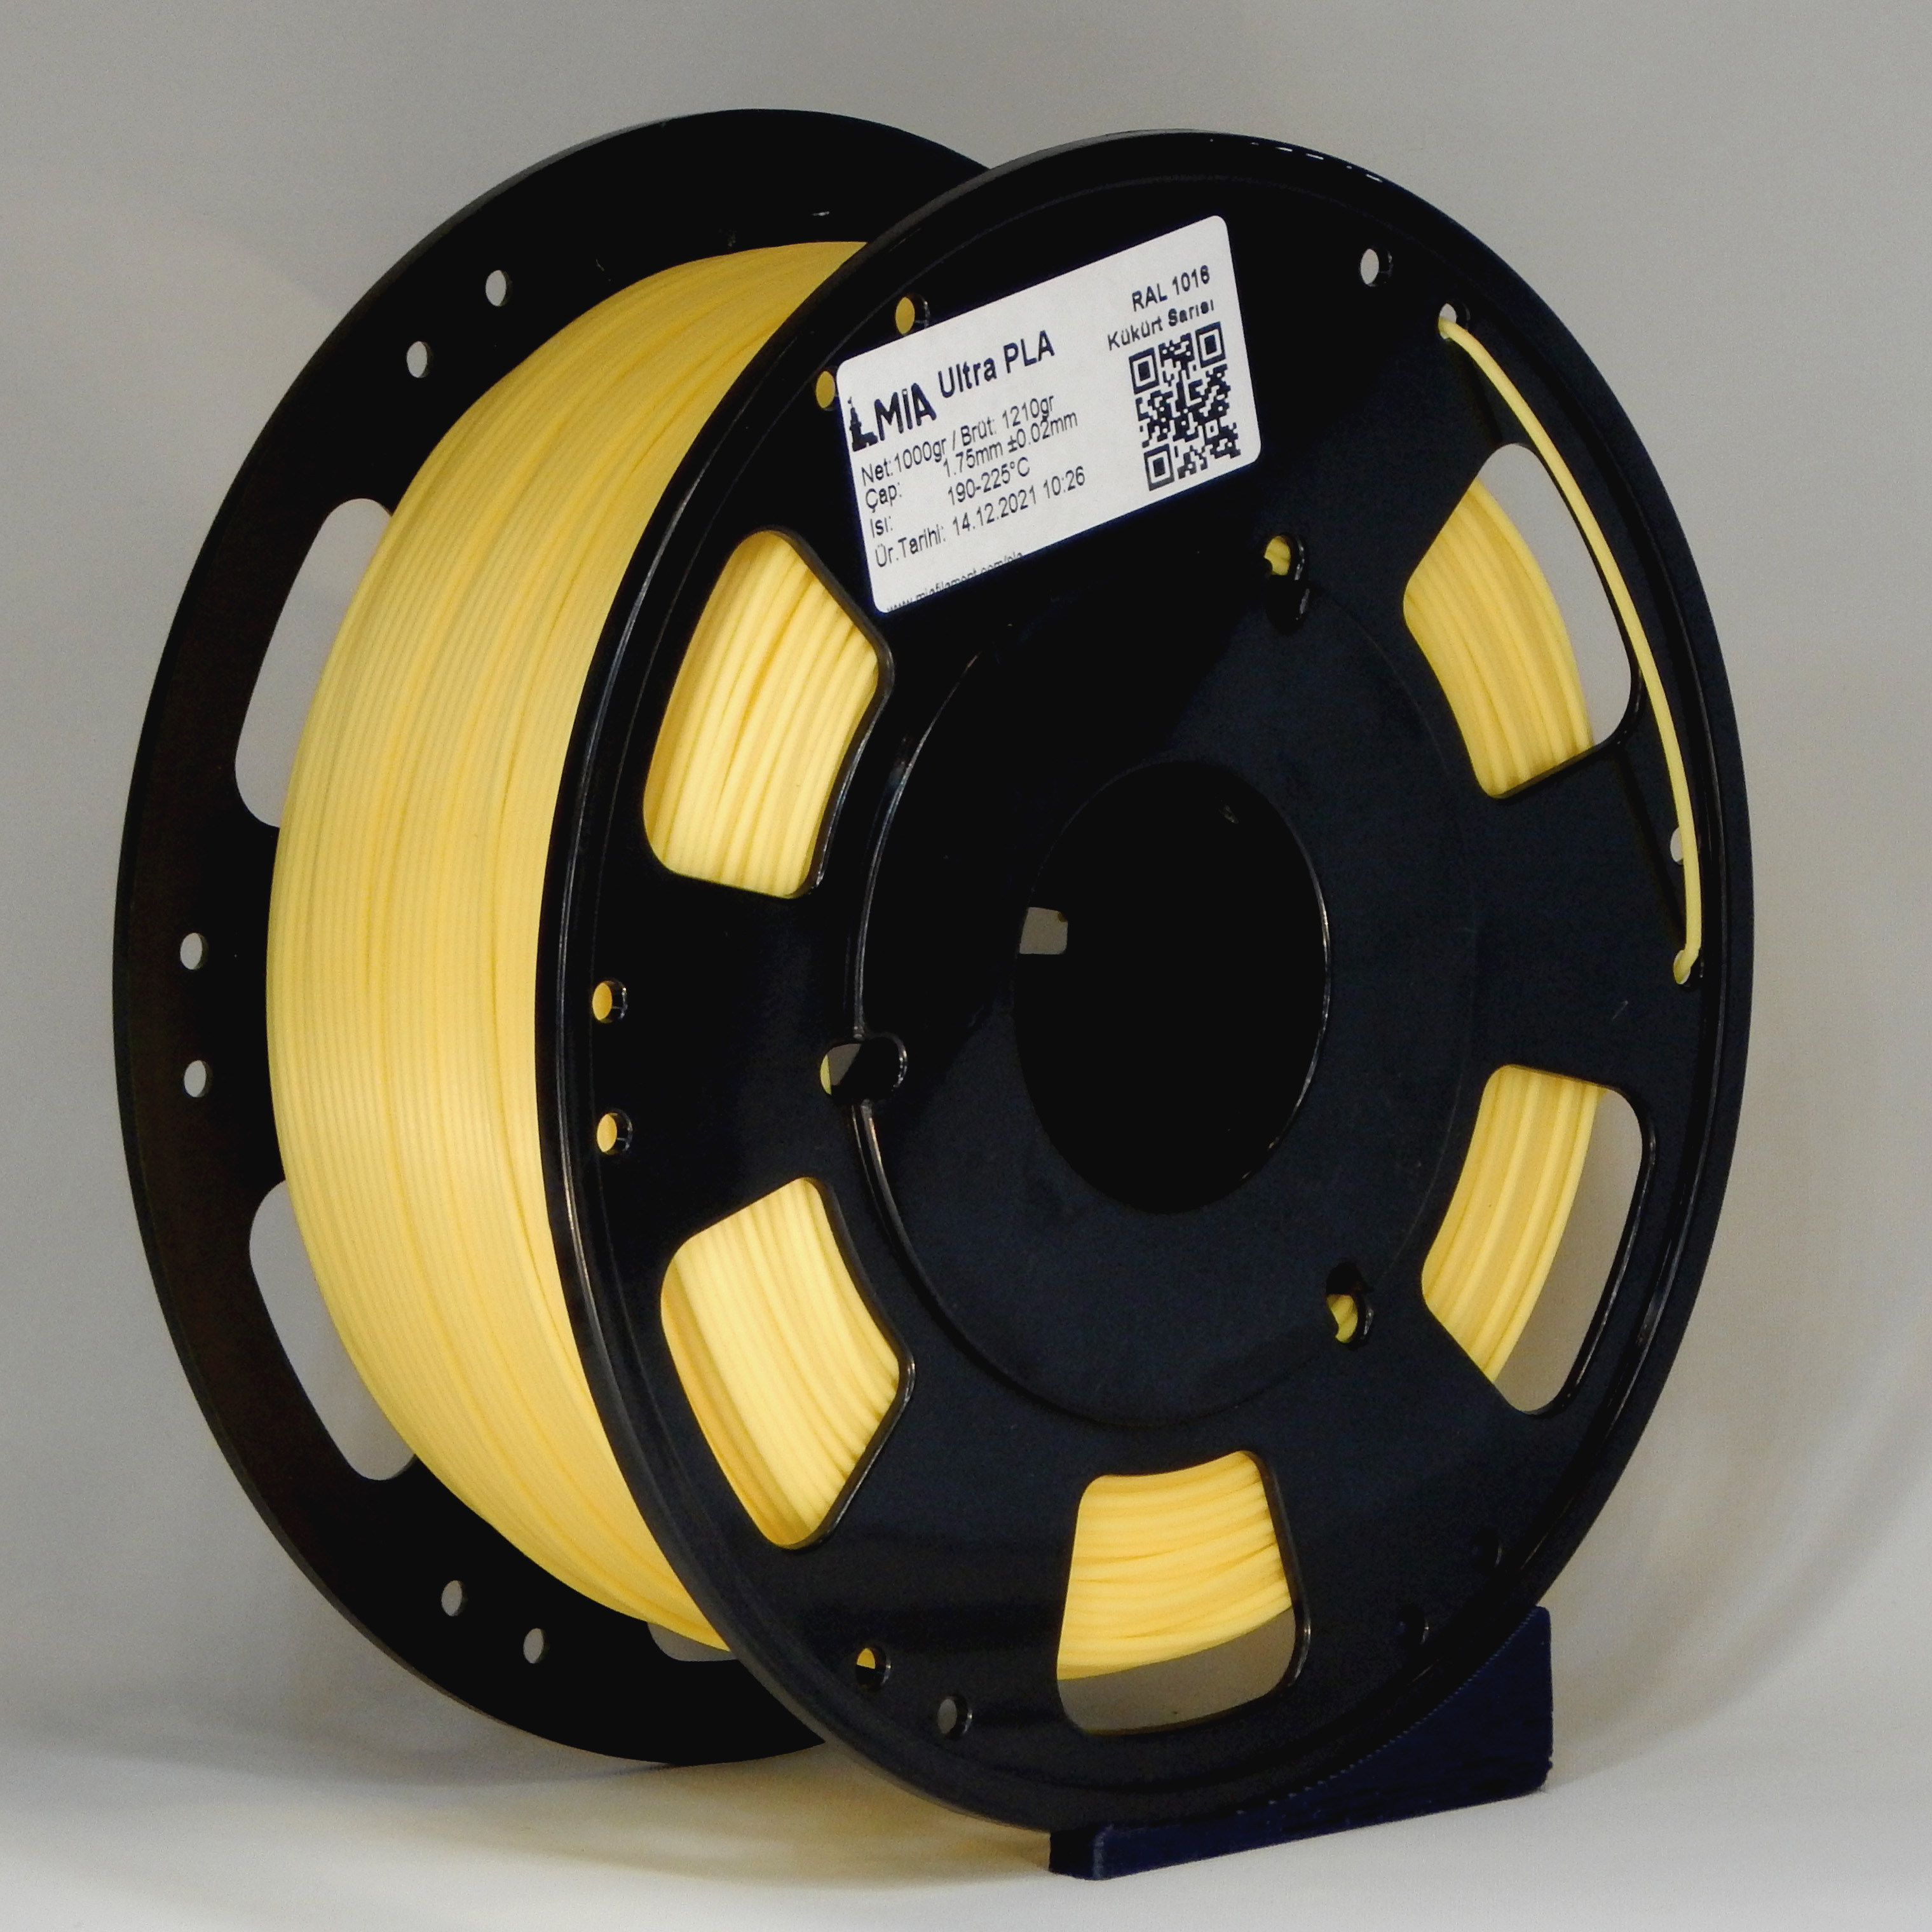 RAL 1016
Kükürt Sarısı
MİA Ultra PLA
Net:1000gr / Brüt: 1210gr
Çap: 1.75mm ±0.02mm
Isı: 190-225°C
Ür.Tarihi: 14.12.2021 10:26
www.miafilament.com/pla